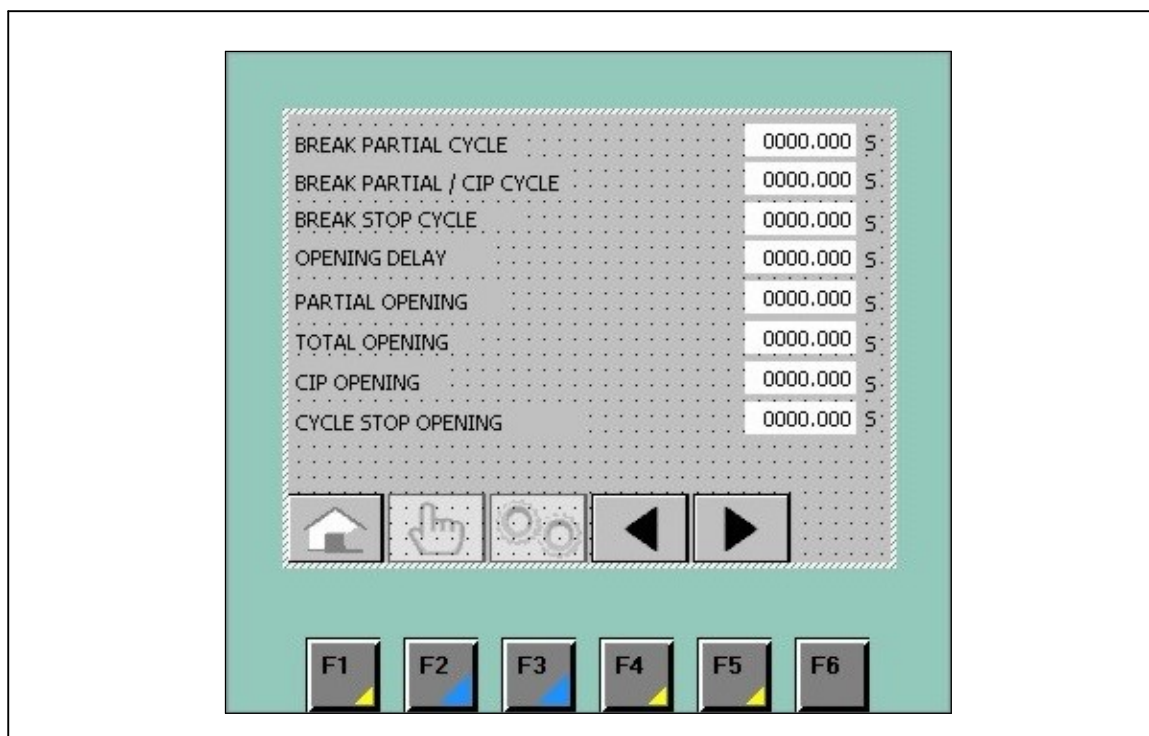 BREAK PARTIAL CYCLE 0000.000 S
BREAK PARTIAL / CIP CYCLE 0000.000 S
BREAK STOP CYCLE 0000.000 S
OPENING DELAY 0000.000 S
PARTIAL OPENING 0000.000 S
TOTAL OPENING 0000.000 S
CIP OPENING 0000.000 S
CYCLE STOP OPENING 0000.000 S
F1 F2 F3 F4 F5 F6